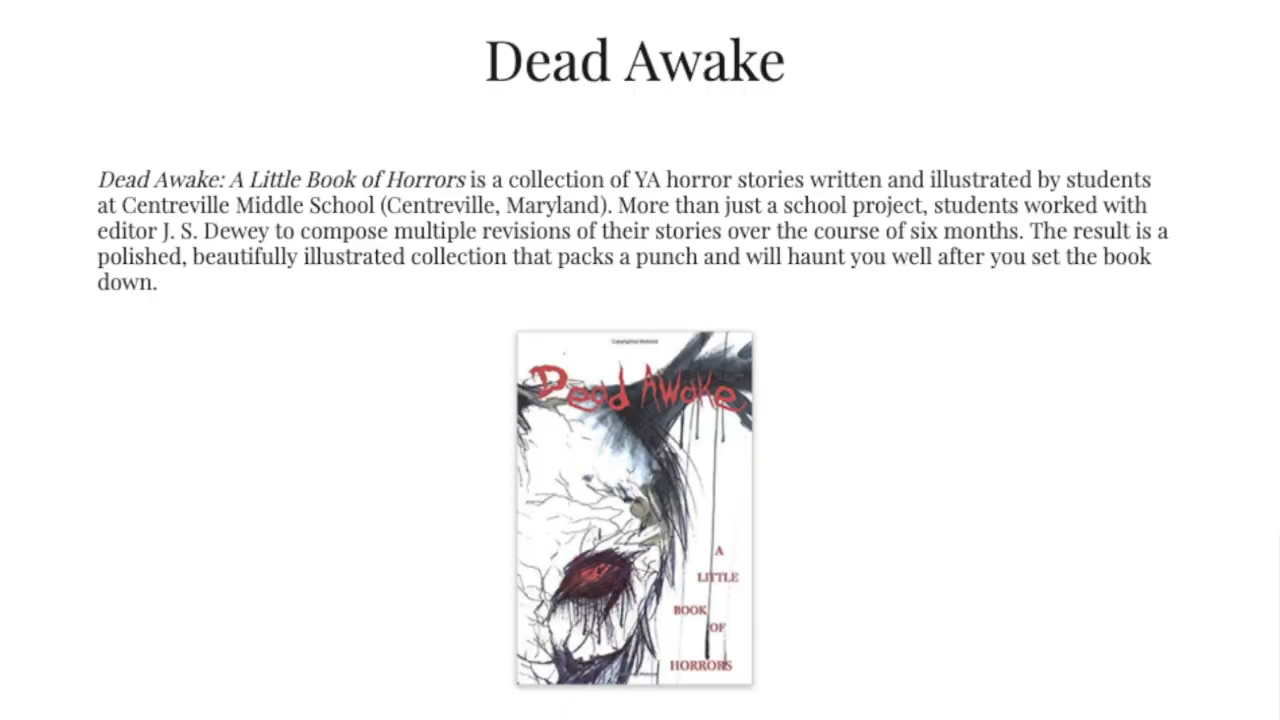 Dead Awake
Dead Awake: A Little Book of Horrors is a collection of YA horror stories written and illustrated by students
at Centreville Middle School (Centreville, Maryland). More than just a school project, students worked with
editor J. S. Dewey to compose multiple revisions of their stories over the course of six months. The result is a
polished, beautifully illustrated collection that packs a punch and will haunt you well after you set the book
down.
Copyrighted Material
Dead Awake
A
LITTLE
BOOK
OF
HORRORS